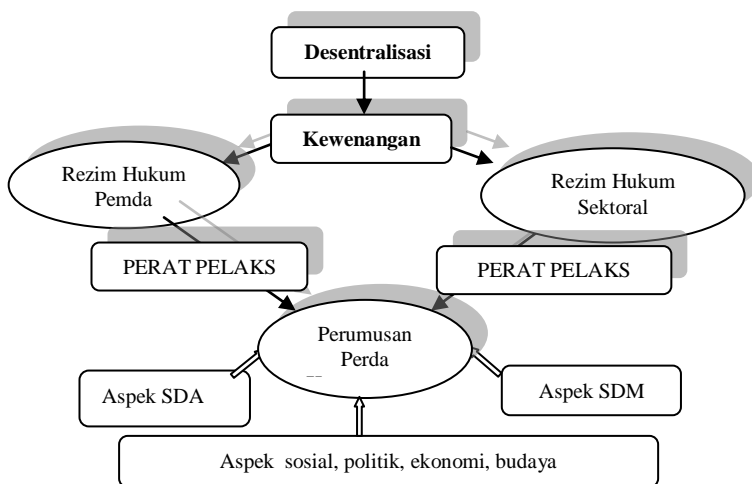 Desentralisasi
Kewenangan
Rezim Hukum
Pemda
Rezim Hukum
Sektoral
PERAT PELAKS
PERAT PELAKS
Perumusan
Perda
Aspek SDA
Aspek SDM
Aspek sosial, politik, ekonomi, budaya